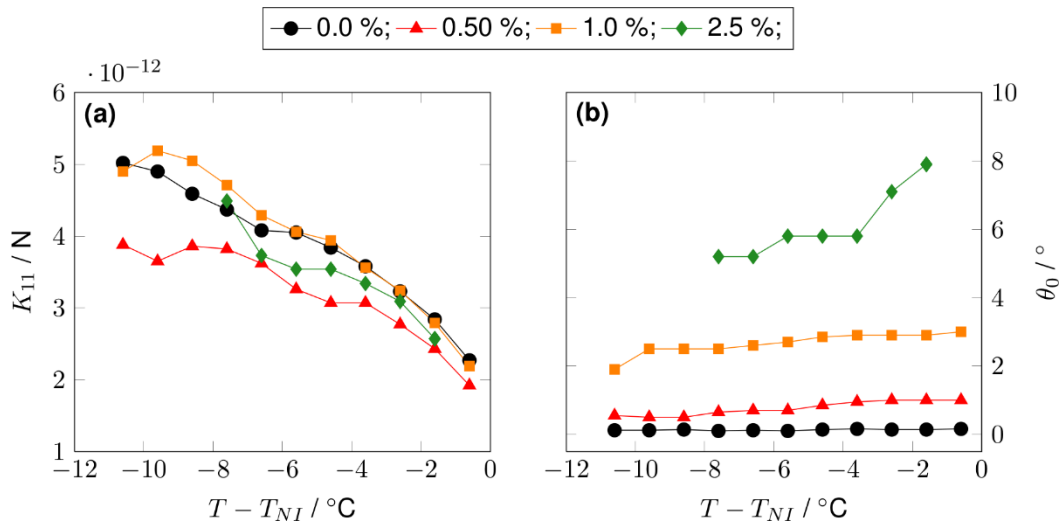 0.0 %; 0.50 %; 1.0 %; 2.5 %;
· 10⁻¹²
(a)
6
5
4
3
2
1
K₁₁ / N
−12 −10 −8 −6 −4 −2 0
T − T_NI / °C
(b)
10
8
6
4
2
0
θ₀ / °
−12 −10 −8 −6 −4 −2 0
T − T_NI / °C